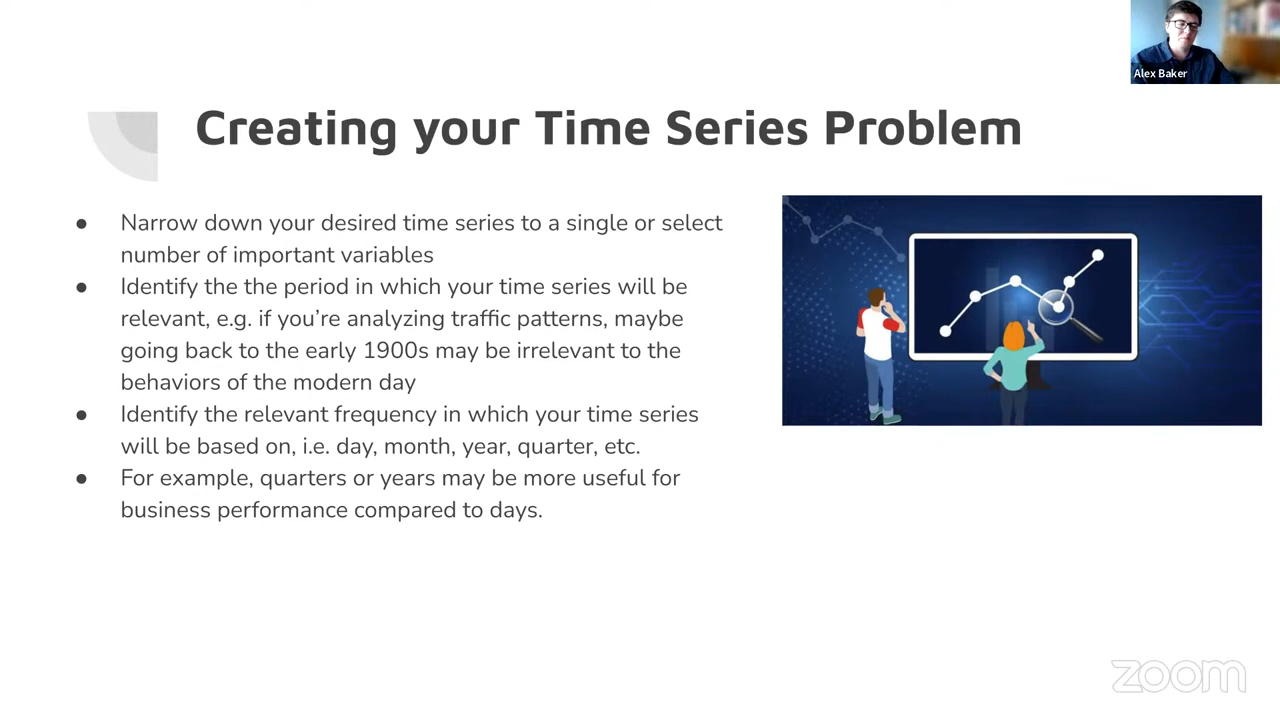 Alex Baker
Creating your Time Series Problem
● Narrow down your desired time series to a single or select
number of important variables
● Identify the the period in which your time series will be
relevant, e.g. if you’re analyzing traffic patterns, maybe
going back to the early 1900s may be irrelevant to the
behaviors of the modern day
● Identify the relevant frequency in which your time series
will be based on, i.e. day, month, year, quarter, etc.
● For example, quarters or years may be more useful for
business performance compared to days.
zoom